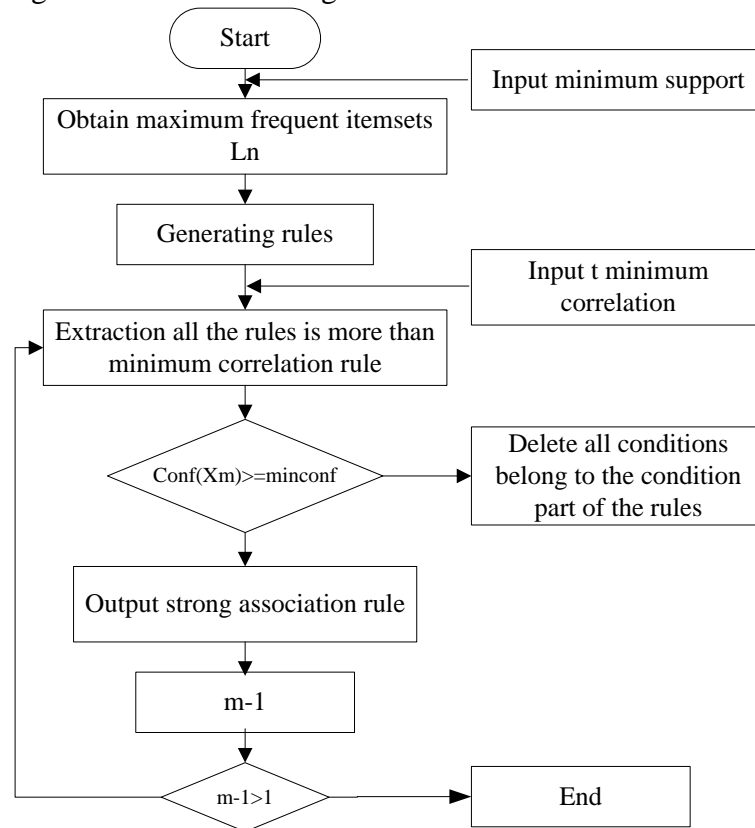 Start
Input minimum support
Obtain maximum frequent itemsets
Ln
Generating rules
Input t minimum
correlation
Extraction all the rules is more than
minimum correlation rule
Conf(Xm)>=minconf
Delete all conditions
belong to the condition
part of the rules
Output strong association rule
m-1
m-1>1
End